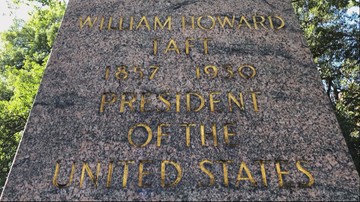 WILLIAM HOWARD
TAFT
1857 1930
PRESIDENT
OF THE
UNITED STATES